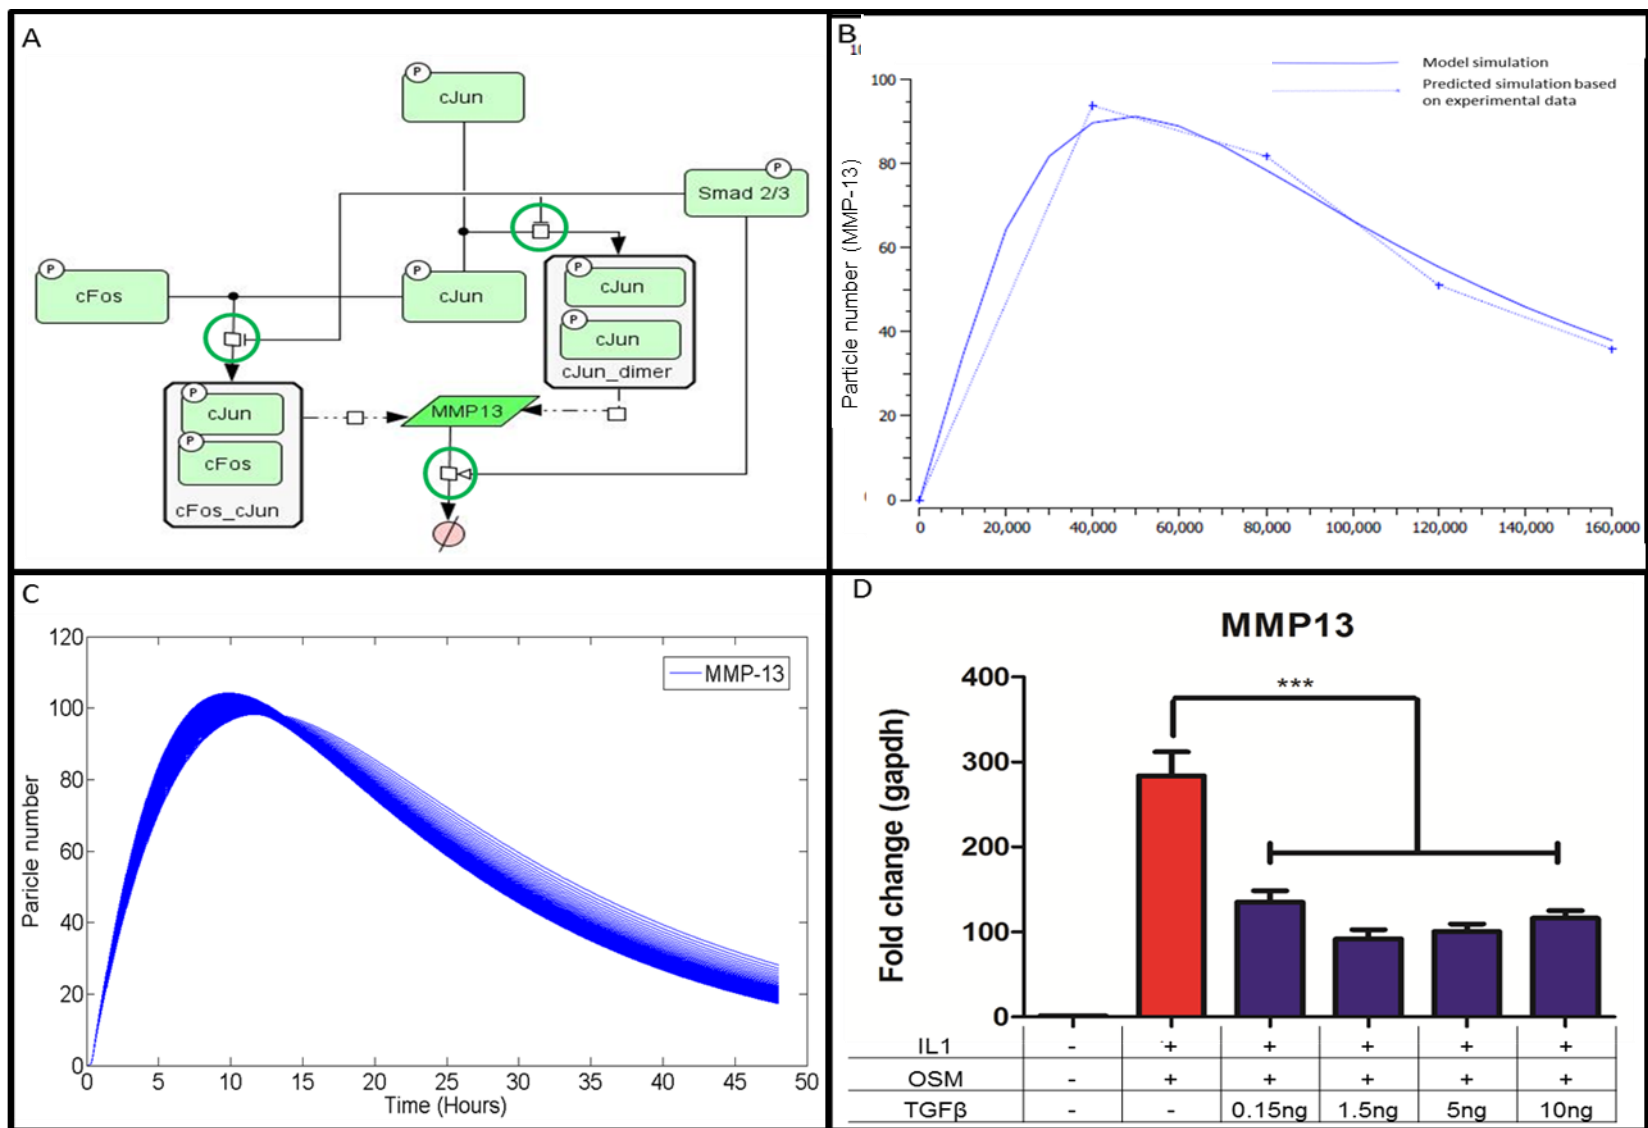 A
P
cJun
P
Smad 2/3
P
cFos
P
cJun
P
cJun
P
cJun
cJun_dimer
P
cJun
P
cFos
cFos_cJun
MMP13
B
Model simulation
Predicted simulation based
on experimental data
Particle number (MMP-13)
100
80
60
40
20
0
0 20,000 40,000 60,000 80,000 100,000 120,000 140,000 160,000
C
MMP-13
Paricle number
120
100
80
60
40
20
0
0 5 10 15 20 25 30 35 40 45 50
Time (Hours)
D
MMP13
***
Fold change (gapdh)
400
300
200
100
0
IL1 - + + + + +
OSM - + + + + +
TGFβ - - 0.15ng 1.5ng 5ng 10ng